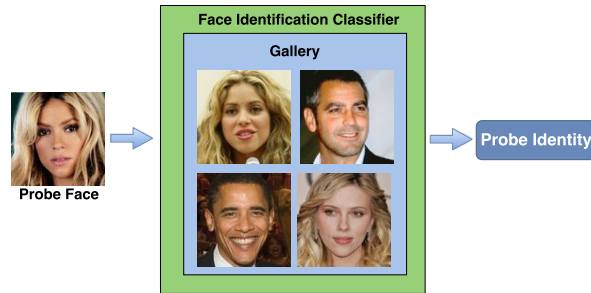 Face Identification Classifier
Gallery
Probe Face
Probe Identity